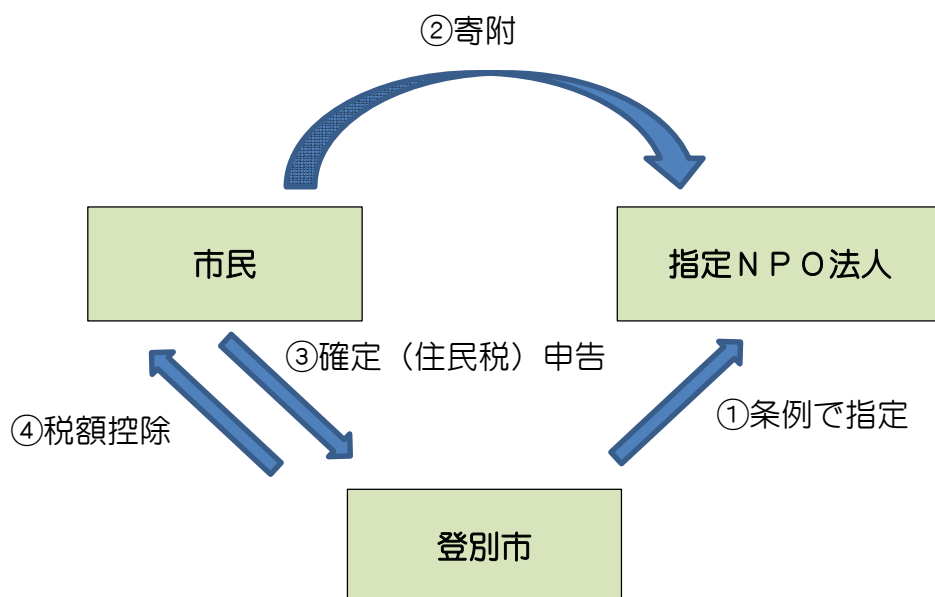 ②寄附
市民
指定ＮＰＯ法人
③確定（住民税）申告
①条例で指定
④税額控除
登別市